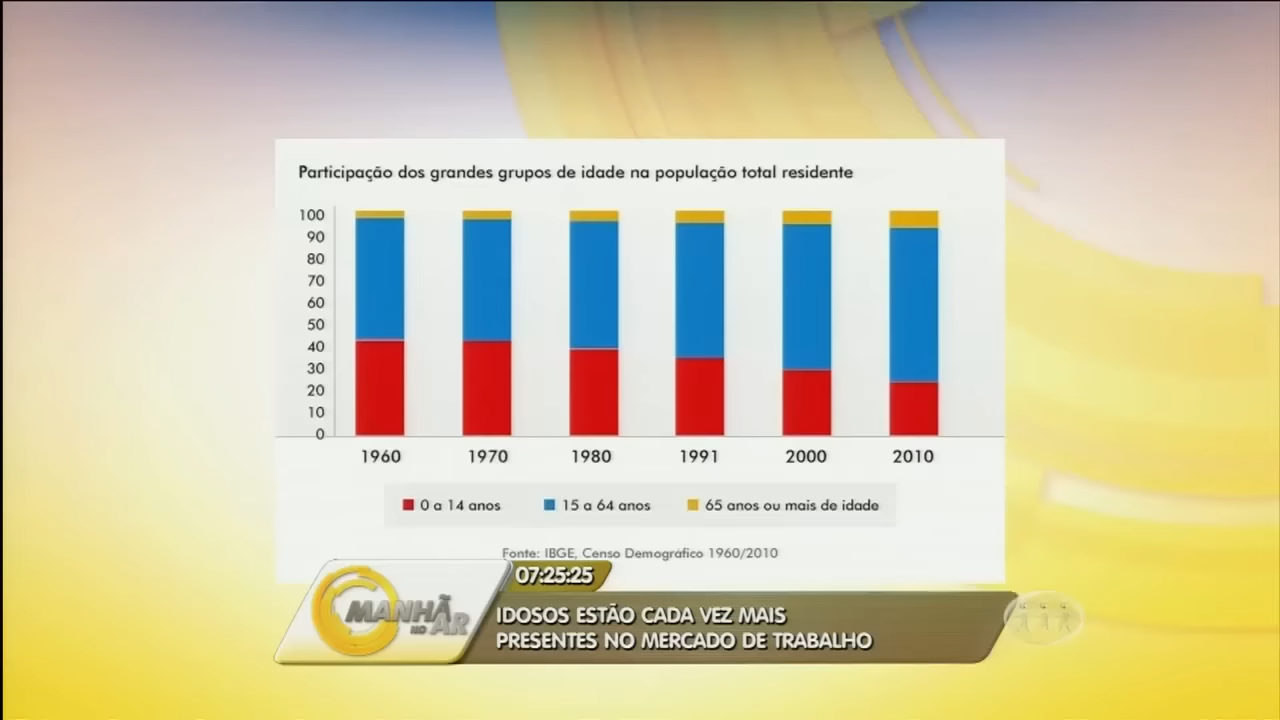 Participação dos grandes grupos de idade na população total residente
100
90
80
70
60
50
40
30
20
10
0
1960 1970 1980 1991 2000 2010
0 a 14 anos 15 a 64 anos 65 anos ou mais de idade
Fonte: IBGE, Censo Demográfico 1960/2010
07:25:25
MANHÃ
NO AR
IDOSOS ESTÃO CADA VEZ MAIS
PRESENTES NO MERCADO DE TRABALHO